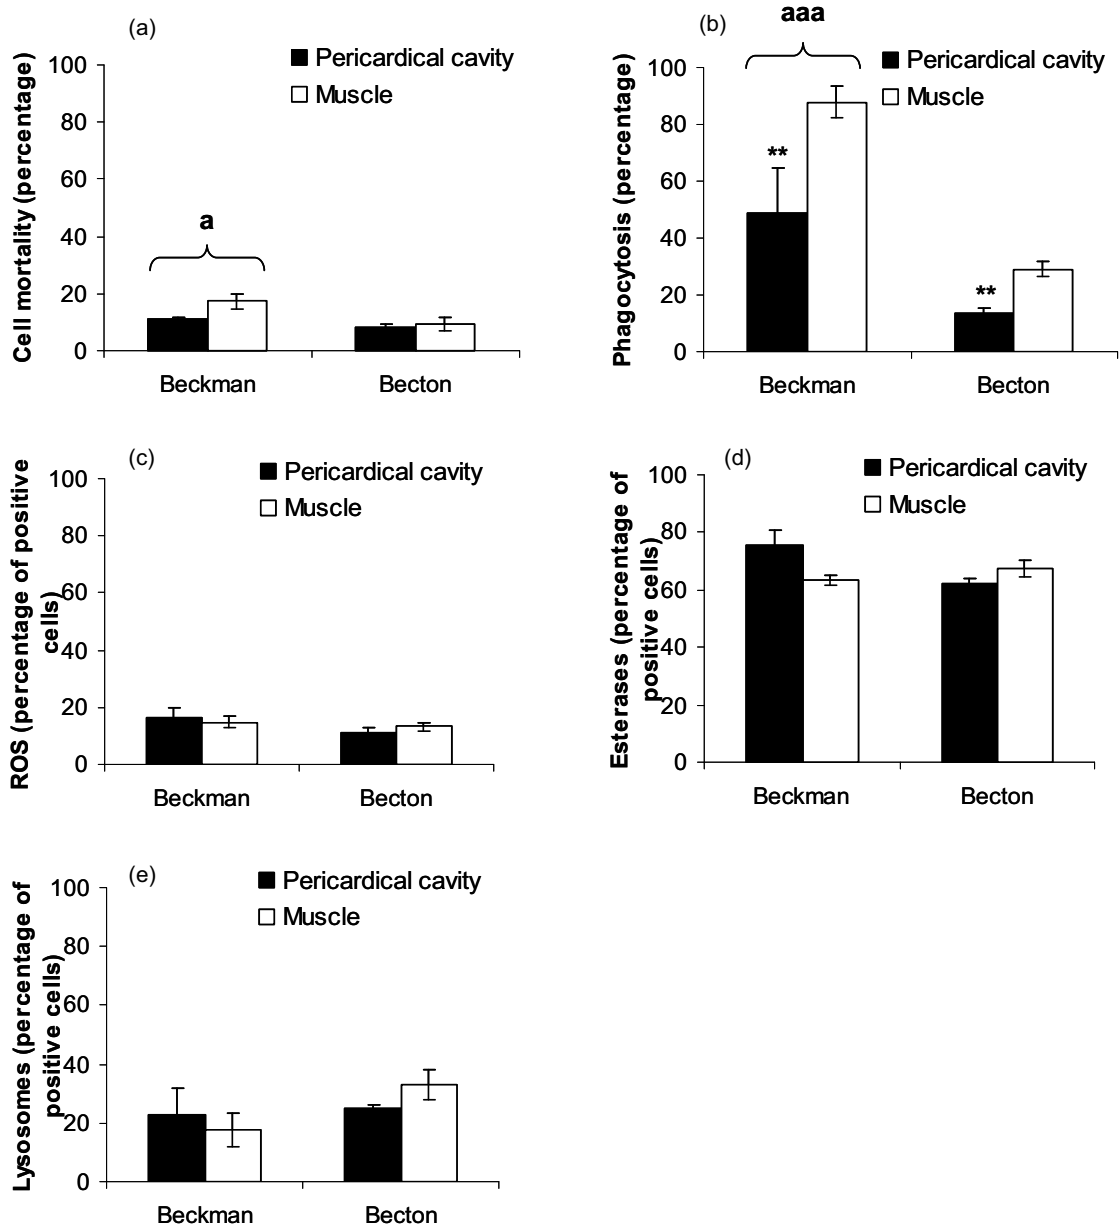 (a)
Pericardical cavity
Muscle
Cell mortality (percentage)
100
80
60
40
20
0
a
Beckman
Becton
(b)
aaa
Pericardical cavity
Muscle
Phagocytosis (percentage)
100
80
60
40
20
0
**
**
Beckman
Becton
(c)
Pericardical cavity
Muscle
ROS (percentage of positive
cells)
100
80
60
40
20
0
Beckman
Becton
(d)
Pericardical cavity
Muscle
Esterases (percentage of
positive cells)
100
80
60
40
20
0
Beckman
Becton
(e)
Pericardical cavity
Muscle
Lysosomes (percentage of
positive cells)
100
80
60
40
20
0
Beckman
Becton